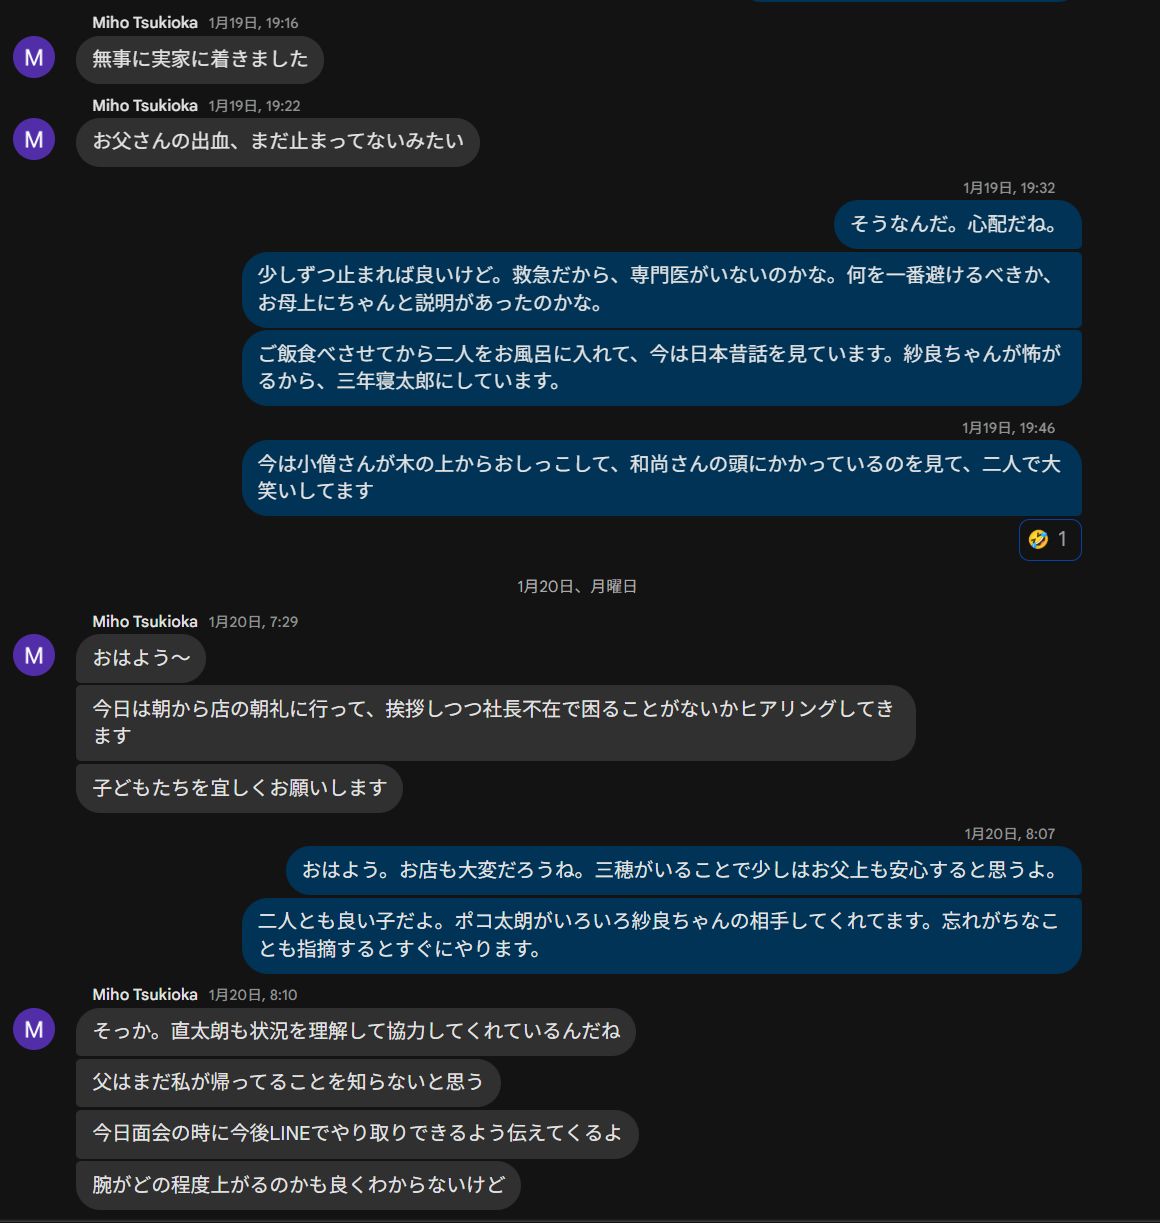 Miho Tsukioka 1月19日, 19:16
M
無事に実家に着きました
Miho Tsukioka 1月19日, 19:22
M
お父さんの出血、まだ止まってないみたい
1月19日, 19:32
そうなんだ。心配だね。
少しずつ止まれば良いけど。救急だから、専門医がいないのかな。何を一番避けるべきか、
お母上にちゃんと説明があったのかな。
ご飯食べさせてから二人をお風呂に入れて、今は日本昔話を見ています。紗良ちゃんが怖が
るから、三年寝太郎にしています。
1月19日, 19:46
今は小僧さんが木の上からおしっこして、和尚さんの頭にかかっているのを見て、二人で大
笑いしてます
🤣 1
1月20日、月曜日
Miho Tsukioka 1月20日, 7:29
M
おはよう〜
今日は朝から店の朝礼に行って、挨拶しつつ社長不在で困ることがないかヒアリングしてき
ます
子どもたちを宜しくお願いします
1月20日, 8:07
おはよう。お店も大変だろうね。三穂がいることで少しはお父上も安心すると思うよ。
二人とも良い子だよ。ポコ太朗がいろいろ紗良ちゃんの相手してくれてます。忘れがちなこ
とも指摘するとすぐにやります。
Miho Tsukioka 1月20日, 8:10
M
そっか。直太朗も状況を理解して協力してくれているんだね
父はまだ私が帰ってることを知らないと思う
今日面会の時に今後LINEでやり取りできるよう伝えてくるよ
腕がどの程度上がるのかも良くわからないけど